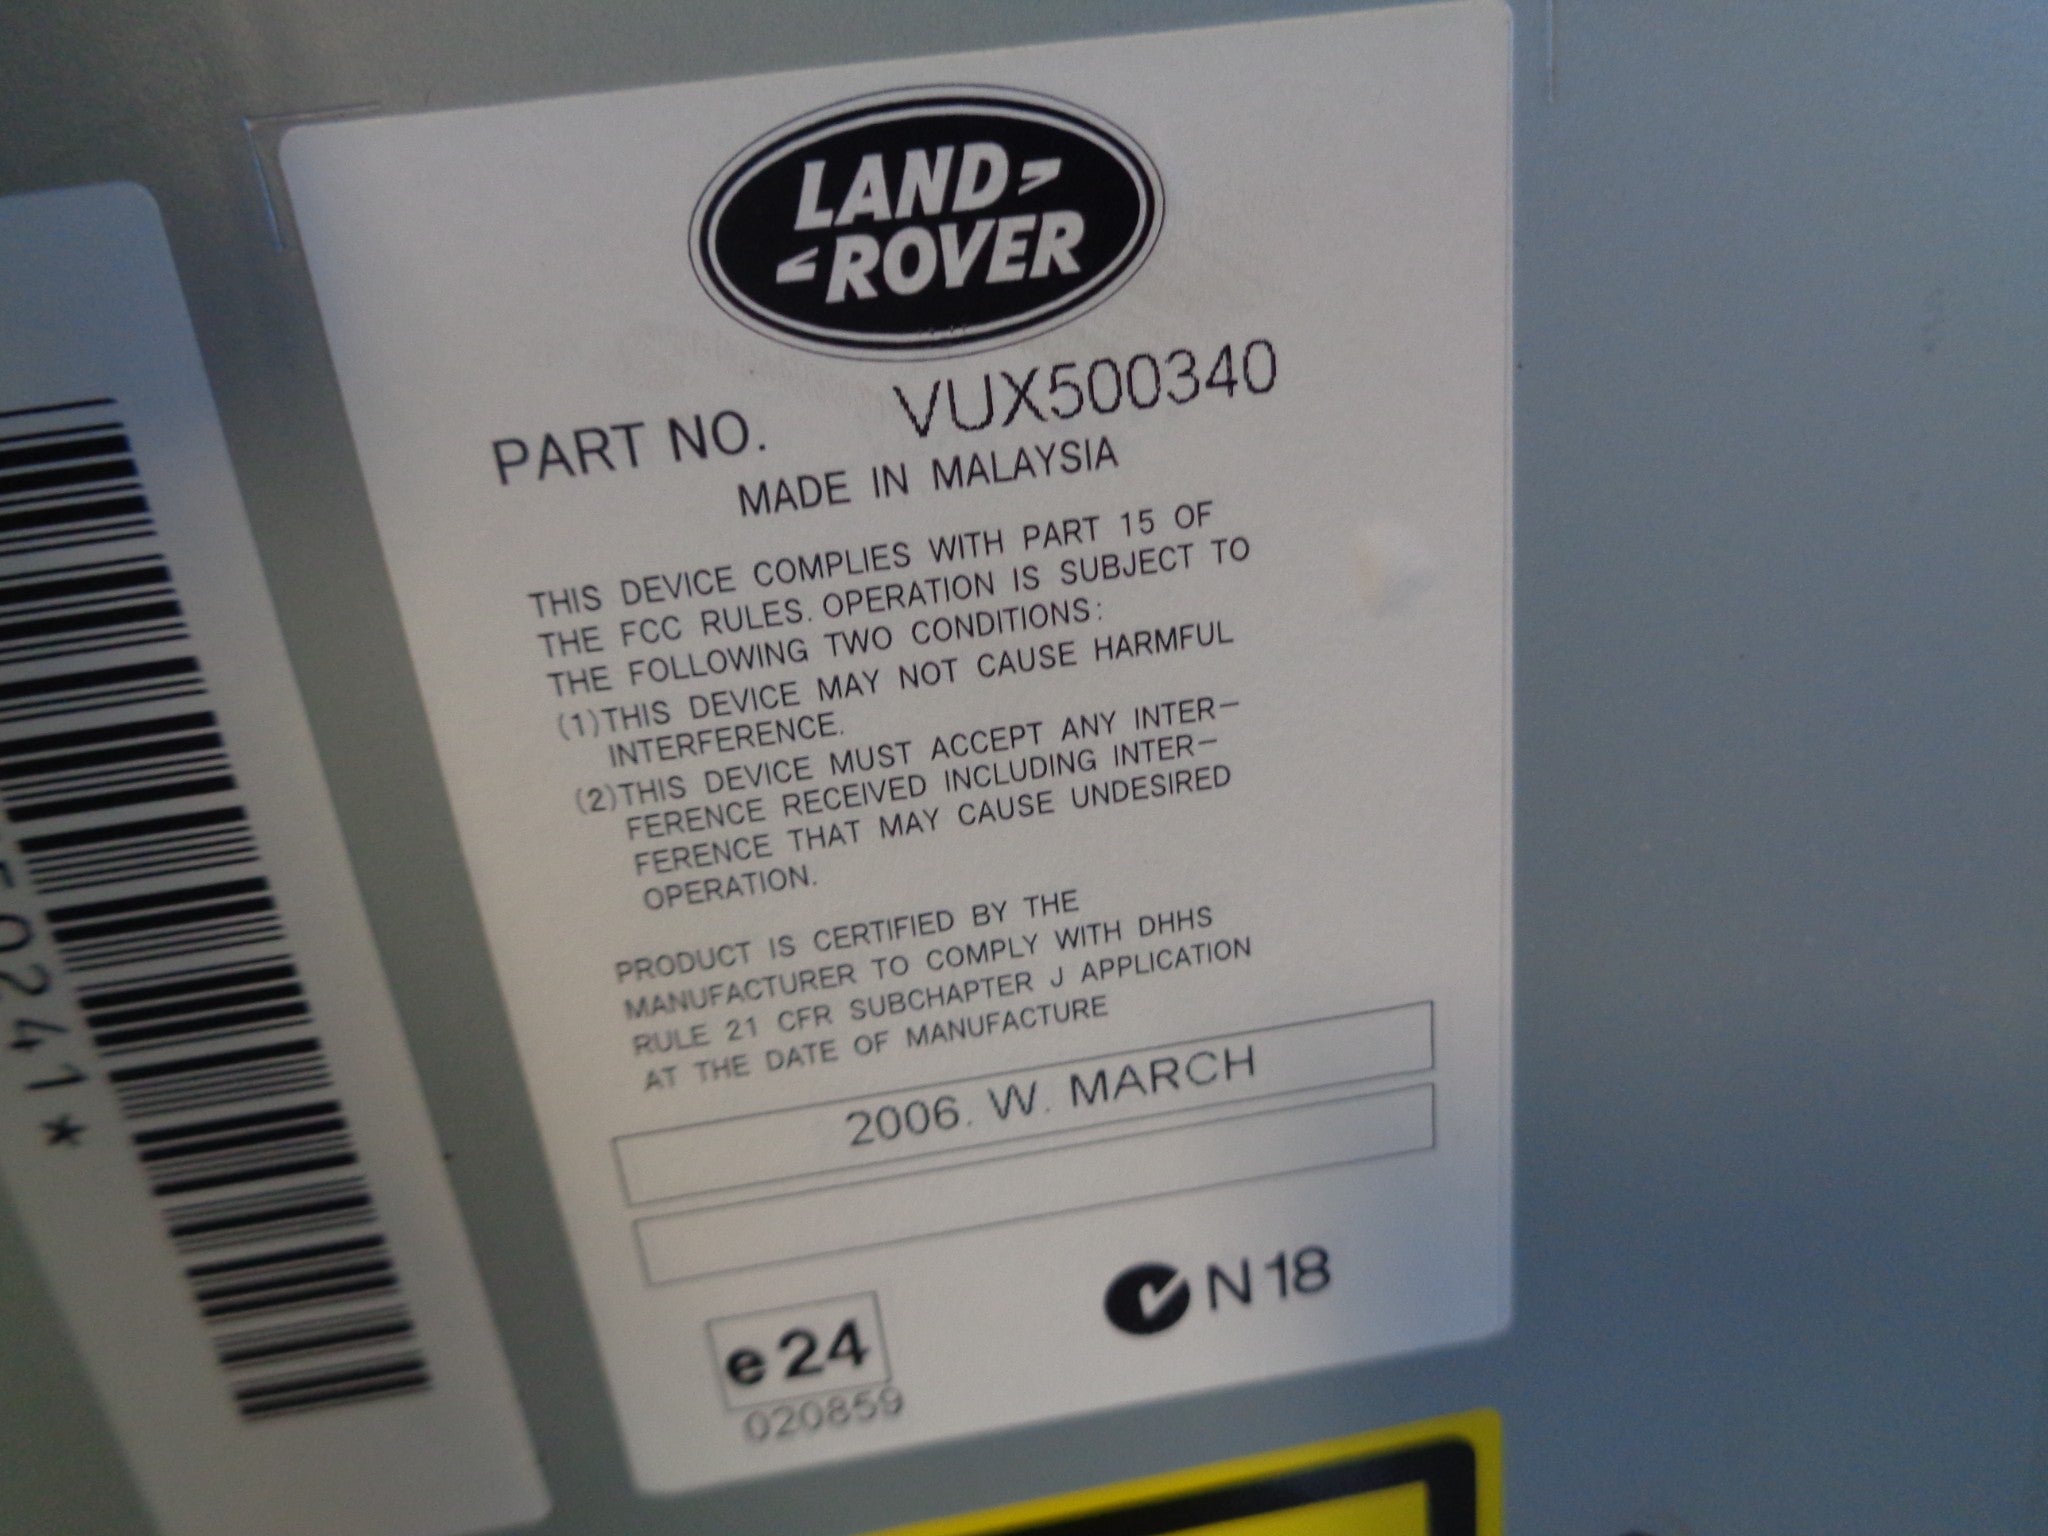 LAND
ROVER
PART NO. VUX500340
MADE IN MALAYSIA
THIS DEVICE COMPLIES WITH PART 15 OF
THE FCC RULES. OPERATION IS SUBJECT TO
THE FOLLOWING TWO CONDITIONS:
(1)THIS DEVICE MAY NOT CAUSE HARMFUL
INTERFERENCE.
(2)THIS DEVICE MUST ACCEPT ANY INTER-
FERENCE RECEIVED INCLUDING INTER-
FERENCE THAT MAY CAUSE UNDESIRED
OPERATION.
PRODUCT IS CERTIFIED BY THE
MANUFACTURER TO COMPLY WITH DHHS
RULE 21 CFR SUBCHAPTER J APPLICATION
AT THE DATE OF MANUFACTURE
2006. W. MARCH
e24
020859
N18
0241*